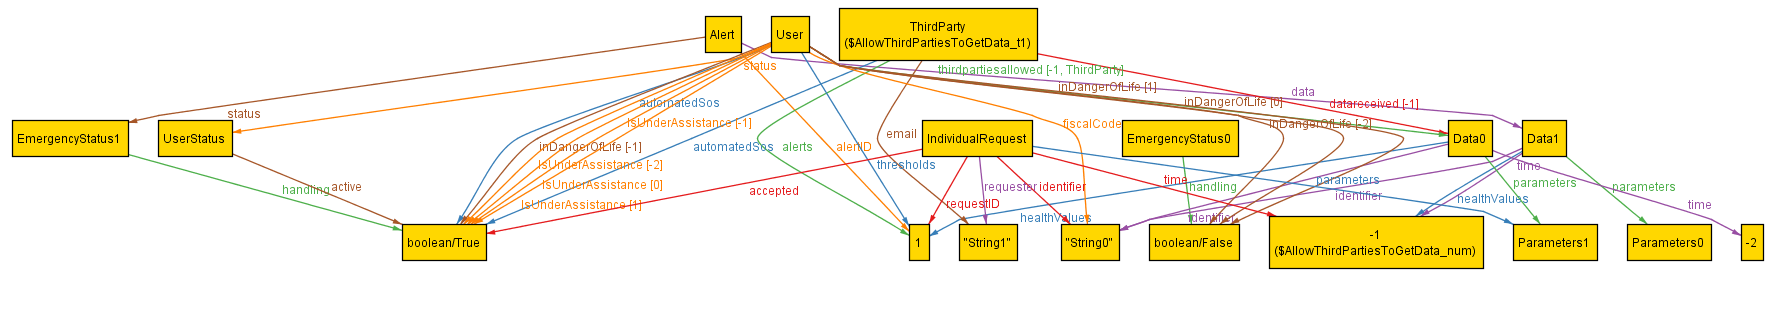 Alert
User
ThirdParty
($AllowThirdPartiesToGetData_t1)
status
thirdpartiesallowed [-1, ThirdParty]
inDangerOfLife [1]
data
automatedSos
inDangerOfLife [0]
datareceived [-1]
status
IsUnderAssistance [-1]
fiscalCode
inDangerOfLife [-2]
EmergencyStatus1
UserStatus
email
IndividualRequest
EmergencyStatus0
Data0
Data1
inDangerOfLife [-1]
automatedSos
alerts
alertID
IsUnderAssistance [-2]
thresholds
time
handling
active
IsUnderAssistance [0]
accepted
requester
identifier
time
handling
parameters
parameters
parameters
identifier
healthValues
IsUnderAssistance [1]
requestID
time
healthValues
identifier
boolean/True
1
"String1"
"String0"
boolean/False
-1
($AllowThirdPartiesToGetData_num)
Parameters1
Parameters0
-2